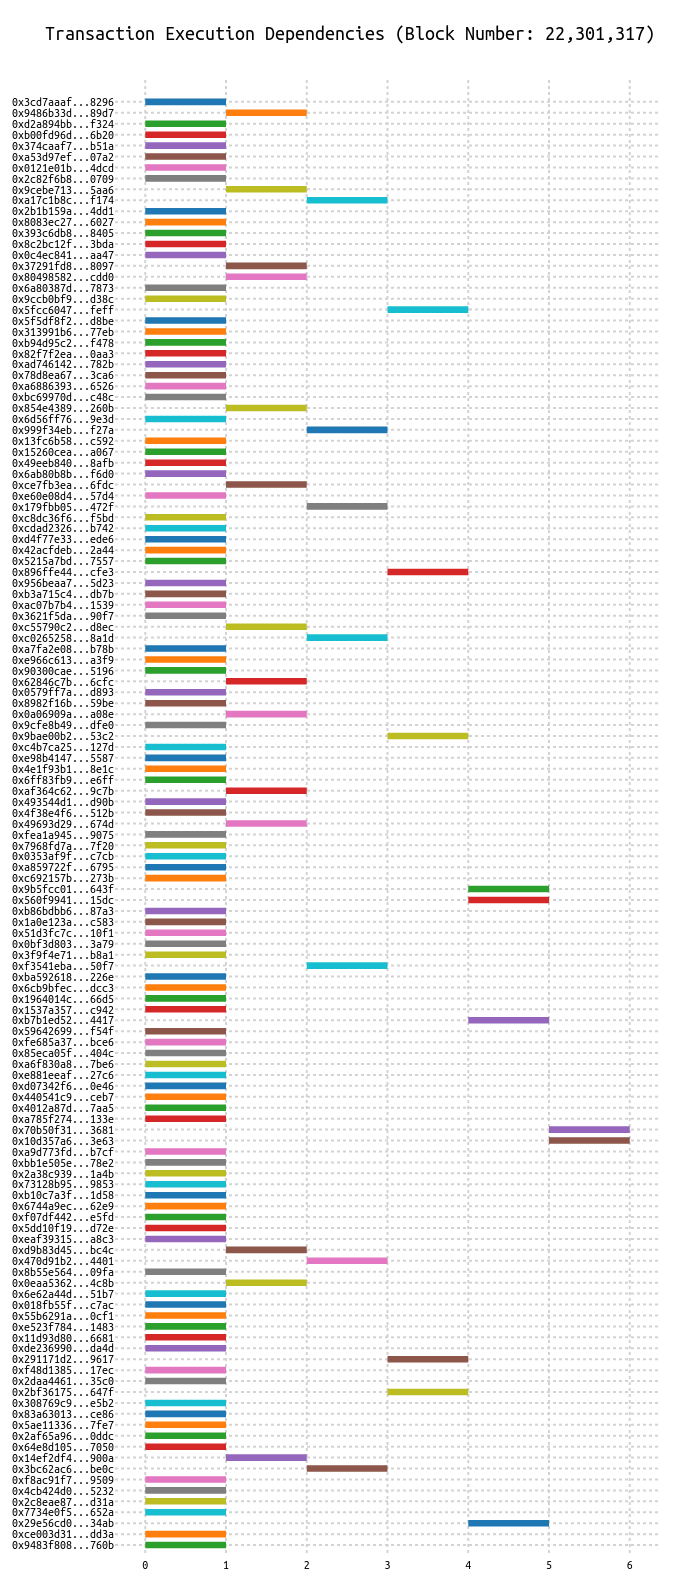 Transaction Execution Dependencies (Block Number: 22,301,317)
0x3cd7aaaf...8296
0x9486b33d...89d7
0xd2a894bb...f324
0xb00fd96d...6b20
0x374caaf7...b51a
0xa53d97ef...07a2
0x0121e01b...4dcd
0x2c82f6b8...0709
0x9cebe713...5aa6
0xa17c1b8c...f174
0x2b1b159a...4dd1
0x8083ec27...6027
0x393c6db8...8405
0x8c2bc12f...3bda
0x0c4ec841...aa47
0x37291fd8...8097
0x80498582...cdd0
0x6a80387d...7873
0x9ccb0bf9...d38c
0x5fcc6047...feff
0x5f5df8f2...d8be
0x313991b6...77eb
0xb94d95c2...f478
0x82f7f2ea...0aa3
0xad746142...782b
0x78d8ea67...3ca6
0xa6886393...6526
0xbc69970d...c48c
0x854e4389...260b
0x6d56ff76...9e3d
0x999f34eb...f27a
0x13fc6b58...c592
0x15260cea...a067
0x49eeb840...8afb
0x6ab80b8b...f6d0
0xce7fb3ea...6fdc
0xe60e08d4...57d4
0x179fbb05...472f
0xc8dc36f6...f5bd
0xcdad2326...b742
0xd4f77e33...ede6
0x42acfdeb...2a44
0x5215a7bd...7557
0x896ffe44...cfe3
0x956beaa7...5d23
0xb3a715c4...db7b
0xac07b7b4...1539
0x3621f5da...90f7
0xc55790c2...d8ec
0xc0265258...8a1d
0xa7fa2e08...b78b
0xe966c613...a3f9
0x90300cae...5196
0x62846c7b...6cfc
0x0579ff7a...d893
0x8982f16b...59be
0x0a06909a...a08e
0x9cfe8b49...dfe0
0x9bae00b2...53c2
0xc4b7ca25...127d
0xe98b4147...5587
0x4e1f93b1...8e1c
0x6ff83fb9...e6ff
0xaf364c62...9c7b
0x493544d1...d90b
0x4f38e4f6...512b
0x49693d29...674d
0xfea1a945...9075
0x7968fd7a...7f20
0x0353af9f...c7cb
0xa859722f...6795
0xc692157b...273b
0x9b5fcc01...643f
0x560f9941...15dc
0xb86bdbb6...87a3
0x1a0e123a...c583
0x51d3fc7c...10f1
0x0bf3d803...3a79
0x3f9f4e71...b8a1
0xf3541eba...50f7
0xba592618...226e
0x6cb9bfec...dcc3
0x1964014c...66d5
0x1537a357...c942
0xb7b1ed52...4417
0x59642699...f54f
0xfe685a37...bce6
0x85eca05f...404c
0xa6f830a8...7be6
0xe881eeaf...27c6
0xd07342f6...0e46
0x440541c9...ceb7
0x4012a87d...7aa5
0xa785f274...133e
0x70b50f31...3681
0x10d357a6...3e63
0xa9d773fd...b7cf
0xbb1e505e...78e2
0x2a38c939...1a4b
0x73128b95...9853
0xb10c7a3f...1d58
0x6744a9ec...62e9
0xf07df442...e5fd
0x5dd10f19...d72e
0xeaf39315...a8c3
0xd9b83d45...bc4c
0x470d91b2...4401
0x8b55e564...09fa
0x0eaa5362...4c8b
0x6e62a44d...51b7
0x018fb55f...c7ac
0x55b6291a...0cf1
0xe523f784...1483
0x11d93d80...6681
0xde236990...da4d
0x291171d2...9617
0xf48d1385...17ec
0x2daa4461...35c0
0x2bf36175...647f
0x308769c9...e5b2
0x83a63013...ce86
0x5ae11336...7fe7
0x2af65a96...0ddc
0x64e8d105...7050
0x14ef2df4...900a
0x3bc62ac6...be0c
0xf8ac91f7...9509
0x4cb424d0...5232
0x2c8eae87...d31a
0x7734e0f5...652a
0x29e56cd0...34ab
0xce003d31...dd3a
0x9483f808...760b
0 1 2 3 4 5 6